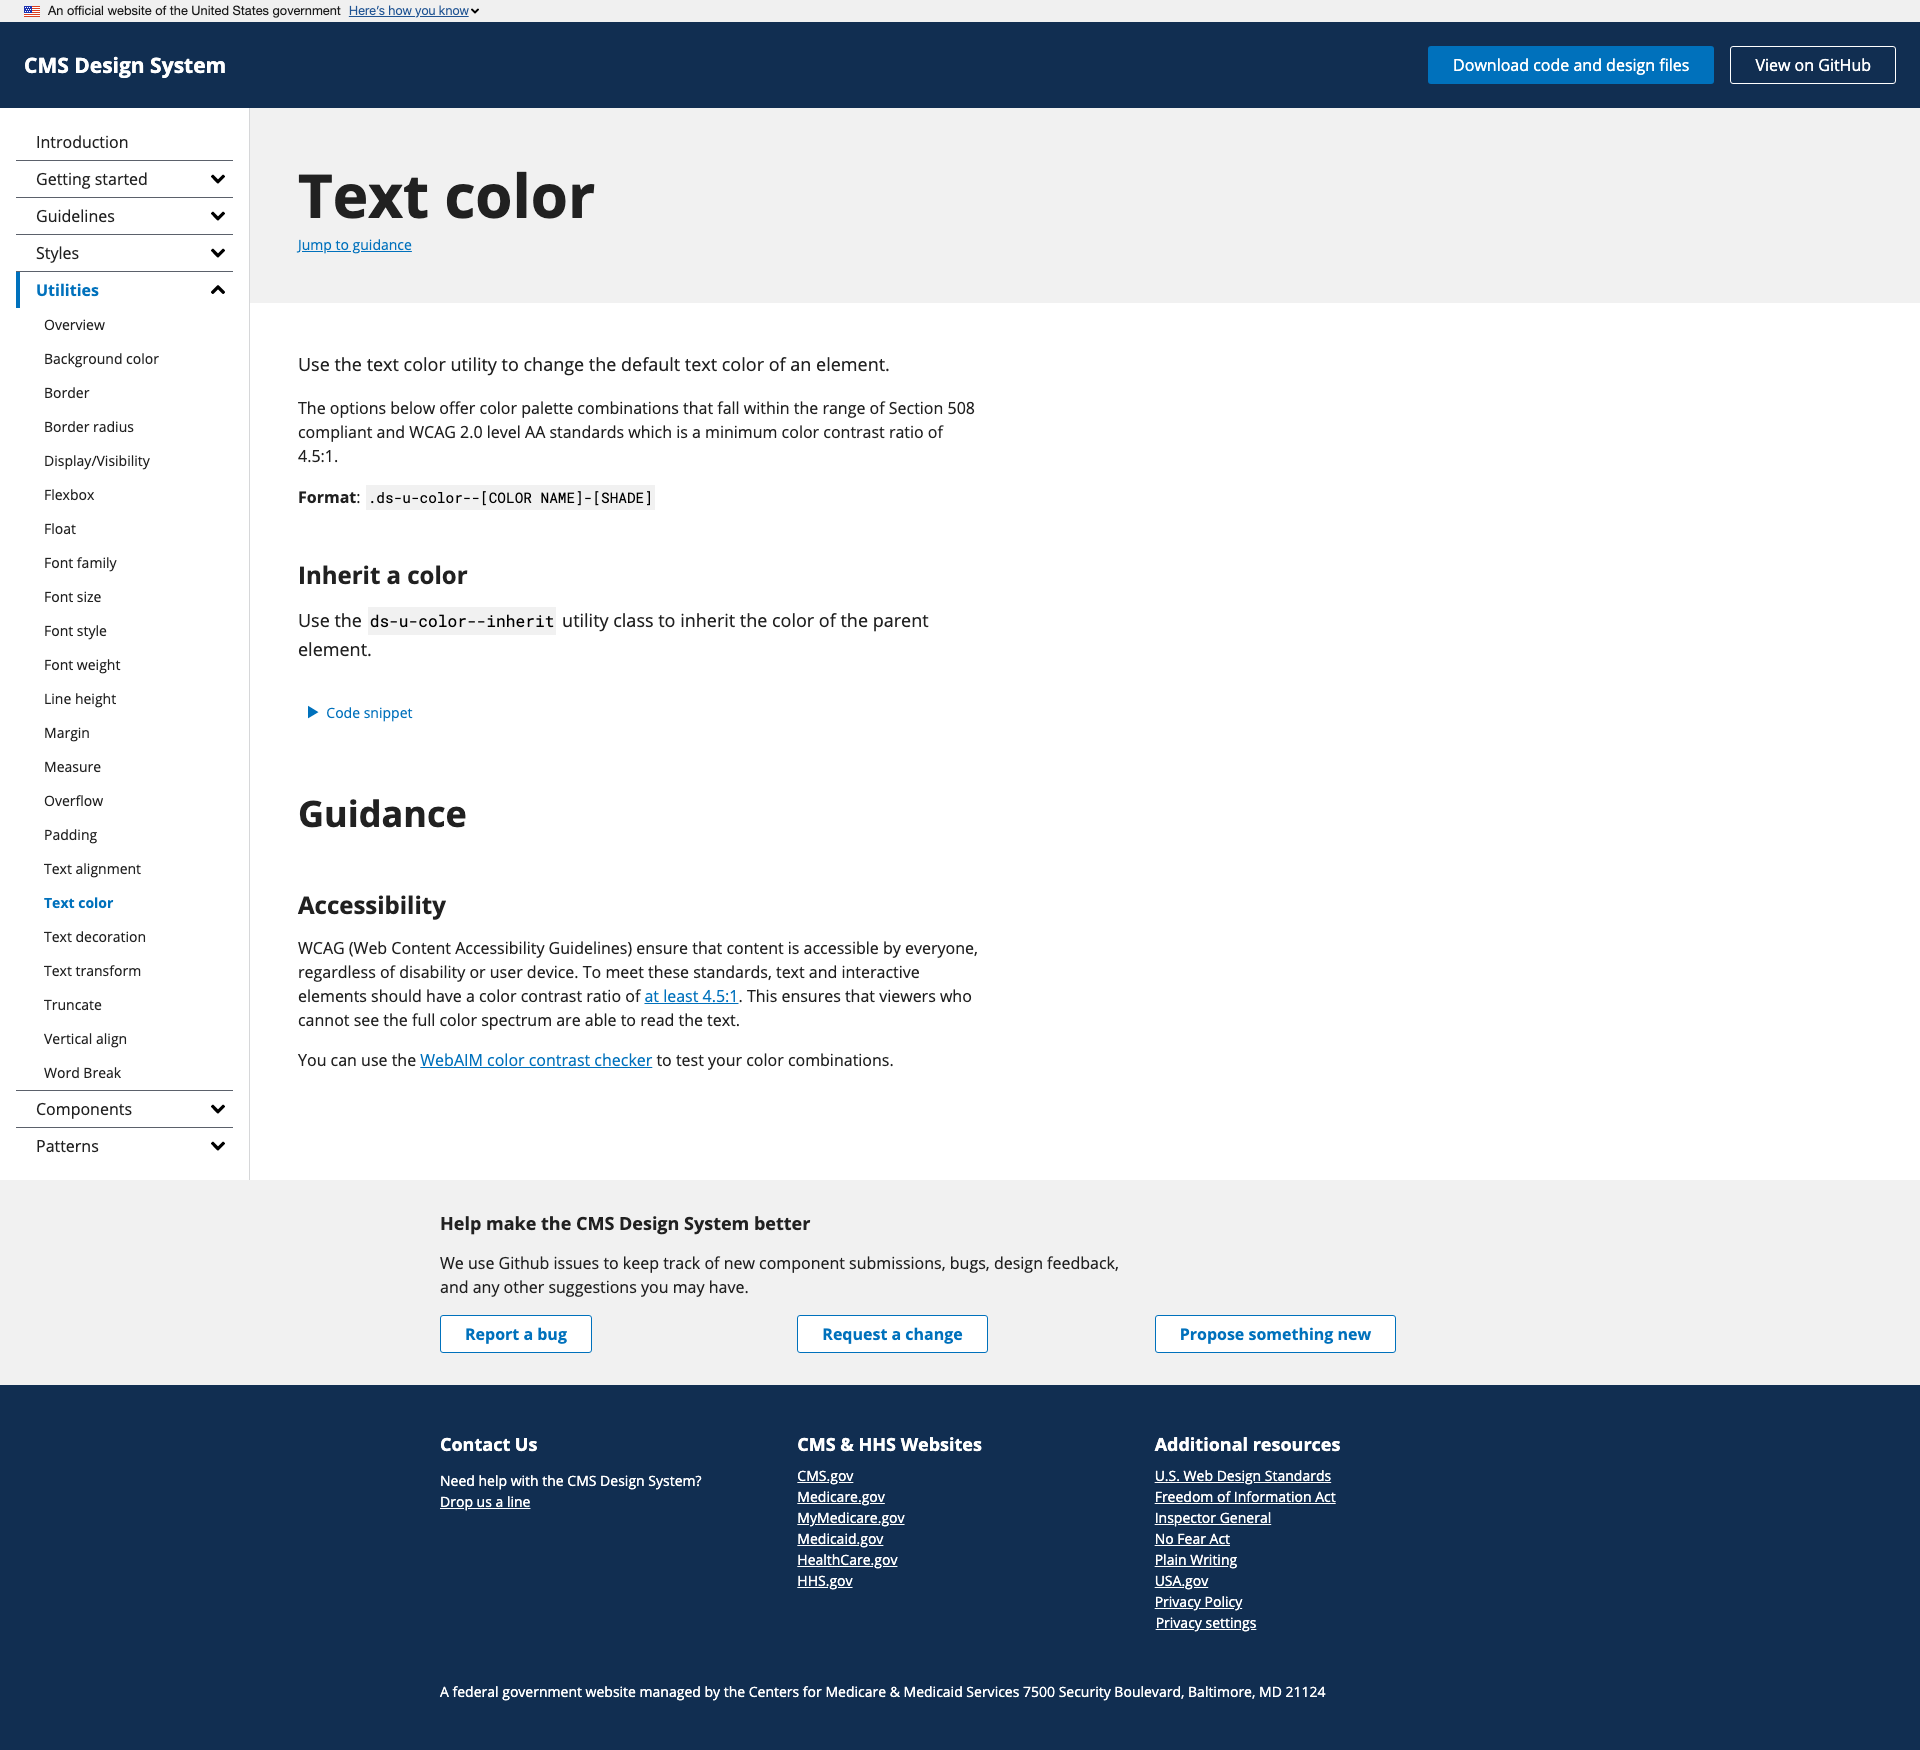 An official website of the United States government Here's how you know
CMS Design System
Download code and design files
View on GitHub
Introduction
Getting started
Guidelines
Styles
Utilities
Overview
Background color
Border
Border radius
Display/Visibility
Flexbox
Float
Font family
Font size
Font style
Font weight
Line height
Margin
Measure
Overflow
Padding
Text alignment
Text color
Text decoration
Text transform
Truncate
Vertical align
Word Break
Components
Patterns
Text color
Jump to guidance
Use the text color utility to change the default text color of an element.
The options below offer color palette combinations that fall within the range of Section 508
compliant and WCAG 2.0 level AA standards which is a minimum color contrast ratio of
4.5:1.
Format: .ds-u-color--[COLOR NAME]-[SHADE]
Inherit a color
Use the ds-u-color--inherit utility class to inherit the color of the parent
element.
Code snippet
Guidance
Accessibility
WCAG (Web Content Accessibility Guidelines) ensure that content is accessible by everyone,
regardless of disability or user device. To meet these standards, text and interactive
elements should have a color contrast ratio of at least 4.5:1. This ensures that viewers who
cannot see the full color spectrum are able to read the text.
You can use the WebAIM color contrast checker to test your color combinations.
Help make the CMS Design System better
We use Github issues to keep track of new component submissions, bugs, design feedback,
and any other suggestions you may have.
Report a bug
Request a change
Propose something new
Contact Us
Need help with the CMS Design System?
Drop us a line
CMS & HHS Websites
CMS.gov
Medicare.gov
MyMedicare.gov
Medicaid.gov
HealthCare.gov
HHS.gov
Additional resources
U.S. Web Design Standards
Freedom of Information Act
Inspector General
No Fear Act
Plain Writing
USA.gov
Privacy Policy
Privacy settings
A federal government website managed by the Centers for Medicare & Medicaid Services 7500 Security Boulevard, Baltimore, MD 21124